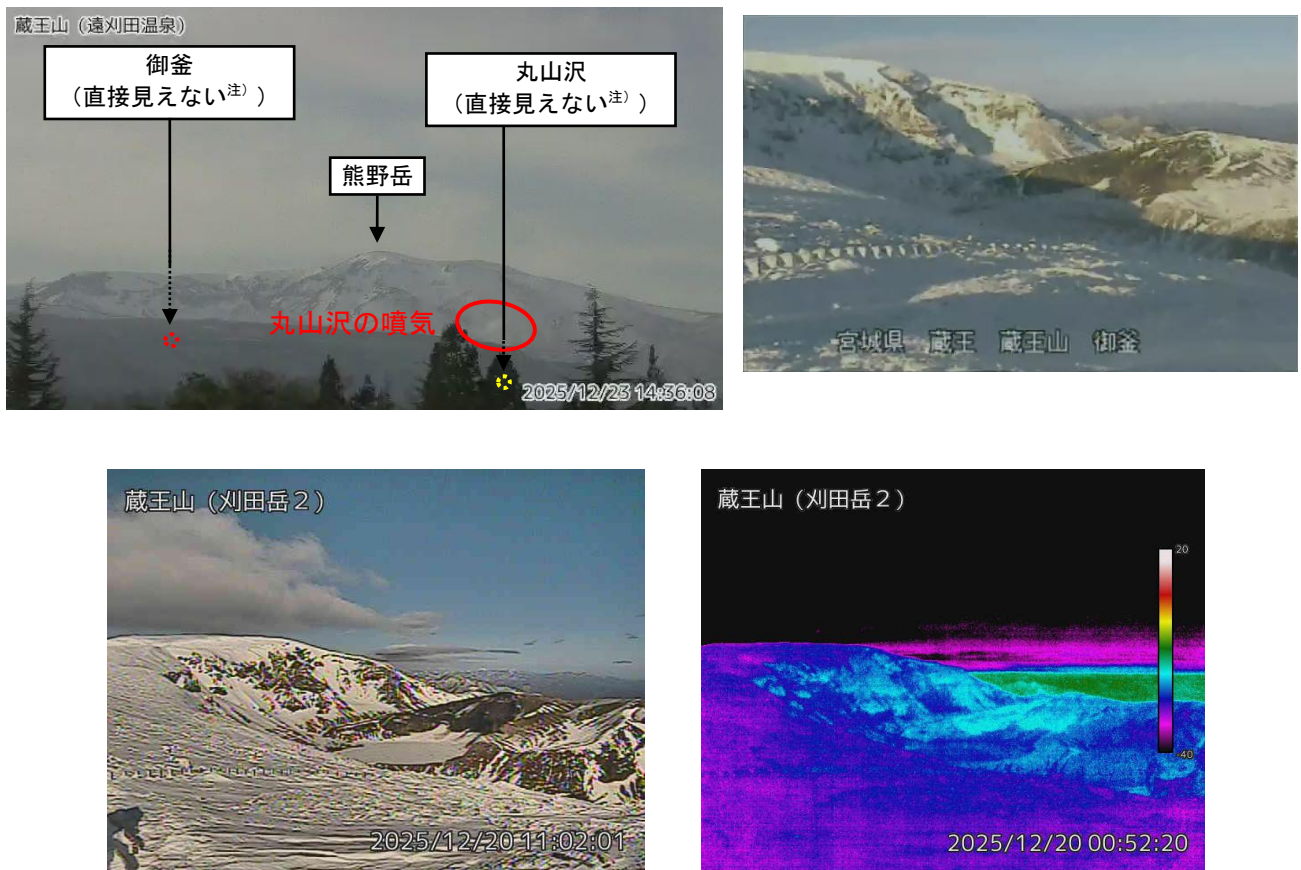 蔵王山（遠刈田温泉）
御釜
（直接見えない注））
丸山沢
（直接見えない注））
熊野岳
丸山沢の噴気
2025/12/23 14:36:08
宮城県　蔵王　蔵王山　御釜
蔵王山（刈田岳２）
2025/12/20 11:02:01
蔵王山（刈田岳２）
20
-40
2025/12/20 00:52:20